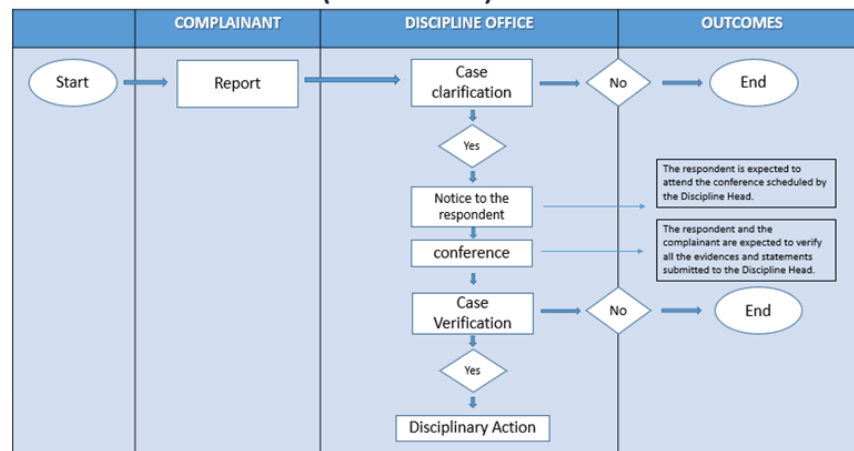 COMPLAINANT
DISCIPLINE OFFICE
OUTCOMES
Start
Report
Case
clarification
No
End
Yes
Notice to the
respondent
The respondent is expected to
attend the conference scheduled by
the Discipline Head.
conference
The respondent and the
complainant are expected to verify
all the evidences and statements
submitted to the Discipline Head.
Case
Verification
No
End
Yes
Disciplinary Action